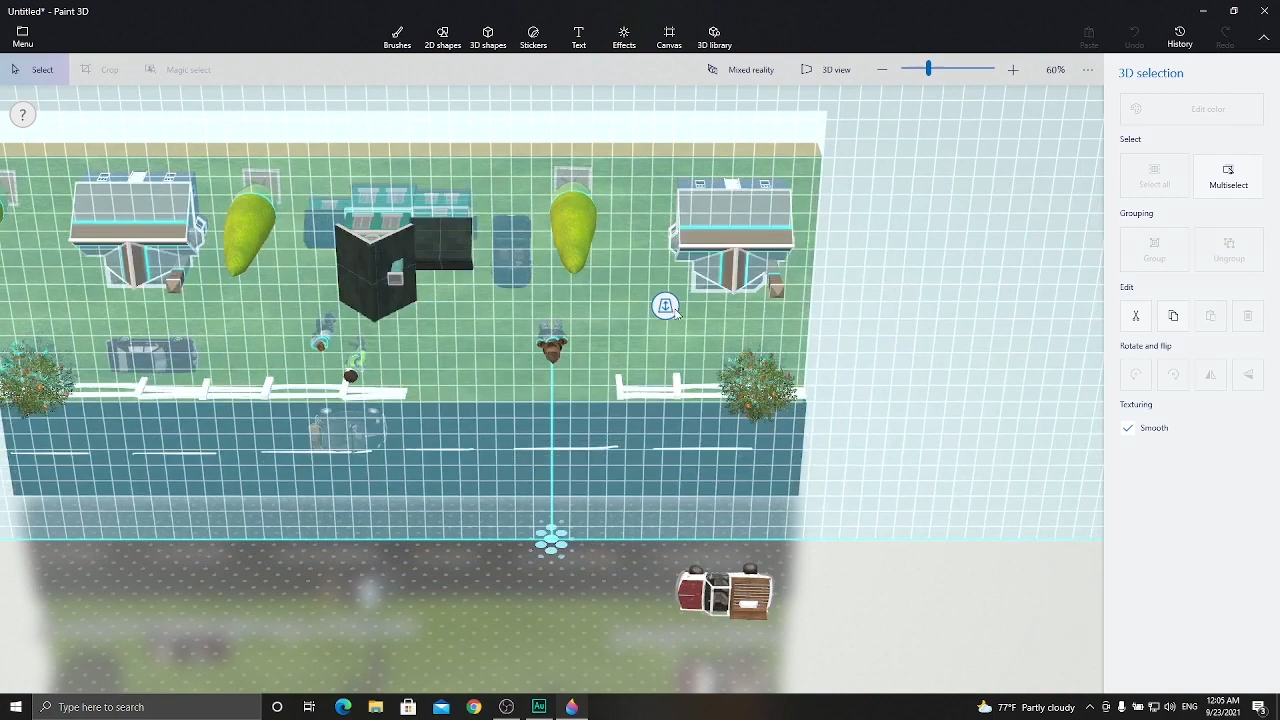 Untitled* - Paint 3D
Menu
Brushes
2D shapes
3D shapes
Stickers
Text
Effects
Canvas
3D library
Paste
Undo
History
Redo
Select
Crop
Magic select
Mixed reality
3D view
60%
?
3D selection
Edit color
Select
Select all
Multiselect
Grouping
Group
Ungroup
Edit
Rotate and flip
Texturing
Smooth
Type here to search
Au
77°F Partly cloudy
ENG
12:05 AM
9/23/2021